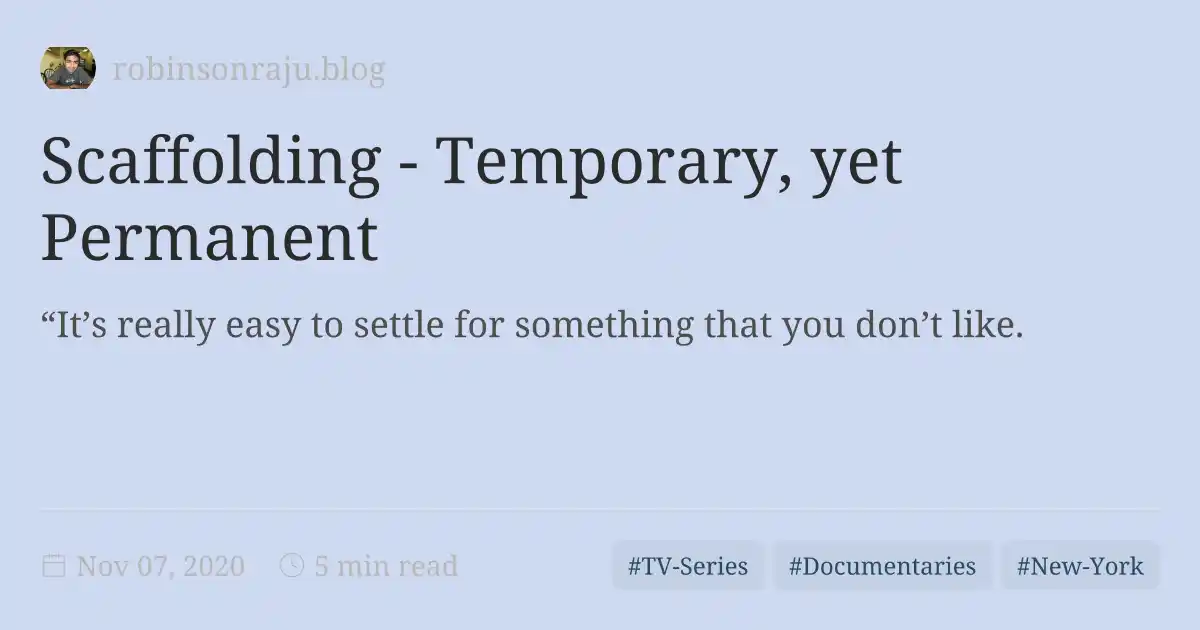 robinsonraju.blog
Scaffolding - Temporary, yet
Permanent
“It’s really easy to settle for something that you don’t like.
Nov 07, 2020 5 min read #TV-Series #Documentaries #New-York